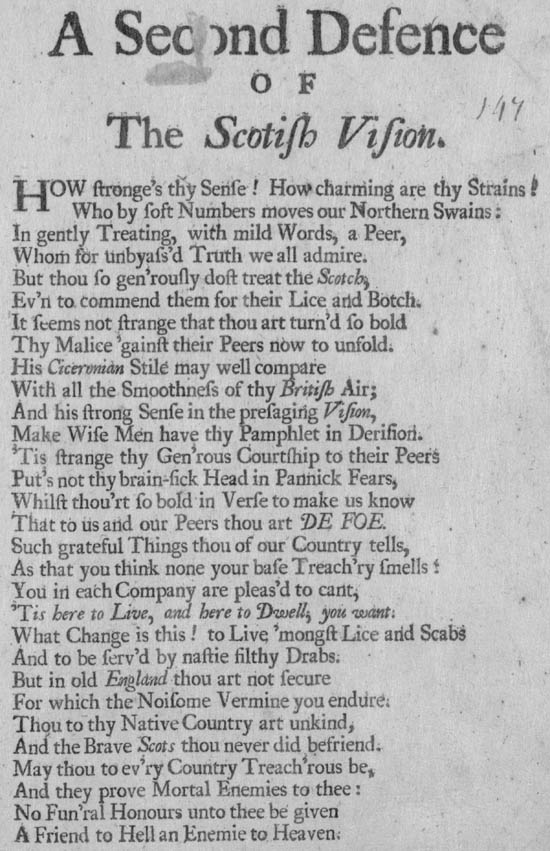 A Second Defence
OF
The Scotiſh Viſion.
147
HOW ſtronge's thy Senſe! How charming are thy Strains!
Who by ſoft Numbers moves our Northern Swains:
In gently Treating, with mild Words, a Peer,
Whom for unbyaſs'd Truth we all admire.
But thou ſo gen'rouſly doſt treat the Scotch,
Ev'n to commend them for their Lice and Botch.
It ſeems not ſtrange that thou art turn'd ſo bold
Thy Malice 'gainſt their Peers now to unfold.
His Ciceronian Stile may well compare
With all the Smoothneſs of thy Britiſh Air;
And his ſtrong Senſe in the preſaging Viſion,
Make Wiſe Men have thy Pamphlet in Deriſion.
'Tis ſtrange thy Gen'rous Courtſhip to their Peers
Put's not thy brain-ſick Head in Pannick Fears,
Whilſt thou'rt ſo bold in Verſe to make us know
That to us and our Peers thou art DE FOE.
Such grateful Things thou of our Country tells,
As that you think none your baſe Treach'ry ſmells:
You in each Company are pleas'd to cant,
'Tis here to Live, and here to Dwell, you want.
What Change is this! to Live 'mongſt Lice and Scabs
And to be ſerv'd by naſtie filthy Drabs.
But in old England thou art not ſecure
For which the Noiſome Vermine you endure.
Thou to thy Native Country art unkind,
And the Brave Scots thou never did befriend.
May thou to ev'ry Country Treach'rous be,
And they prove Mortal Enemies to thee:
No Fun'ral Honours unto thee be given
A Friend to Hell an Enemie to Heaven.